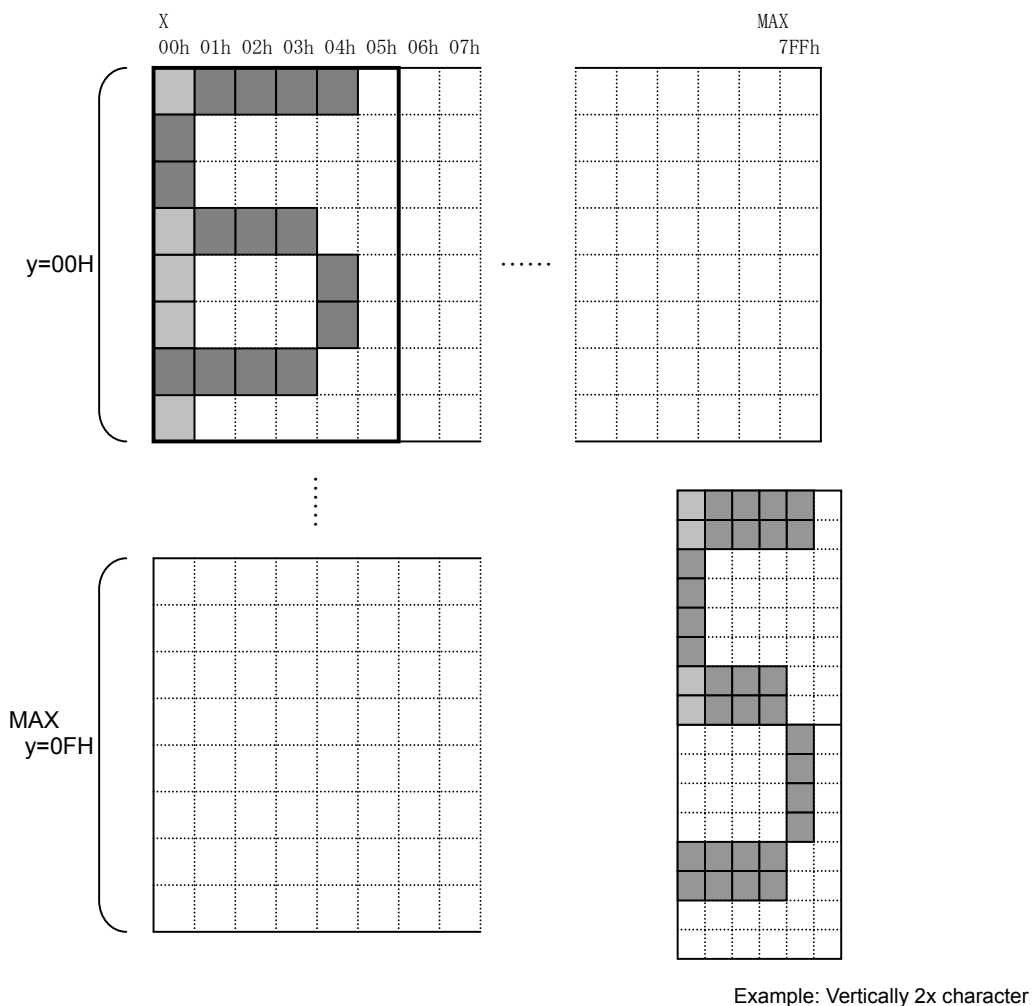 X MAX
00h 01h 02h 03h 04h 05h 06h 07h 7FFh
y=00H
······
MAX
y=0FH
Example: Vertically 2x character